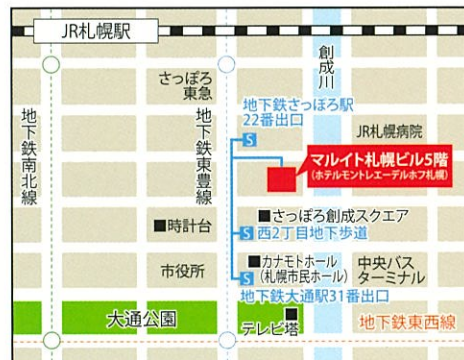 JR札幌駅
さっぽろ
東急
創成川
地下鉄さっぽろ駅
22番出口
JR札幌病院
地下鉄南北線
地下鉄東豊線
S
マルイト札幌ビル5階
(ホテルモントレエーデルホフ札幌)
■時計台
■さっぽろ創成スクエア
S 西2丁目地下歩道
市役所
■カナモトホール
(札幌市民ホール)
中央バス
ターミナル
S
地下鉄大通駅31番出口
大通公園
テレビ塔
地下鉄東西線